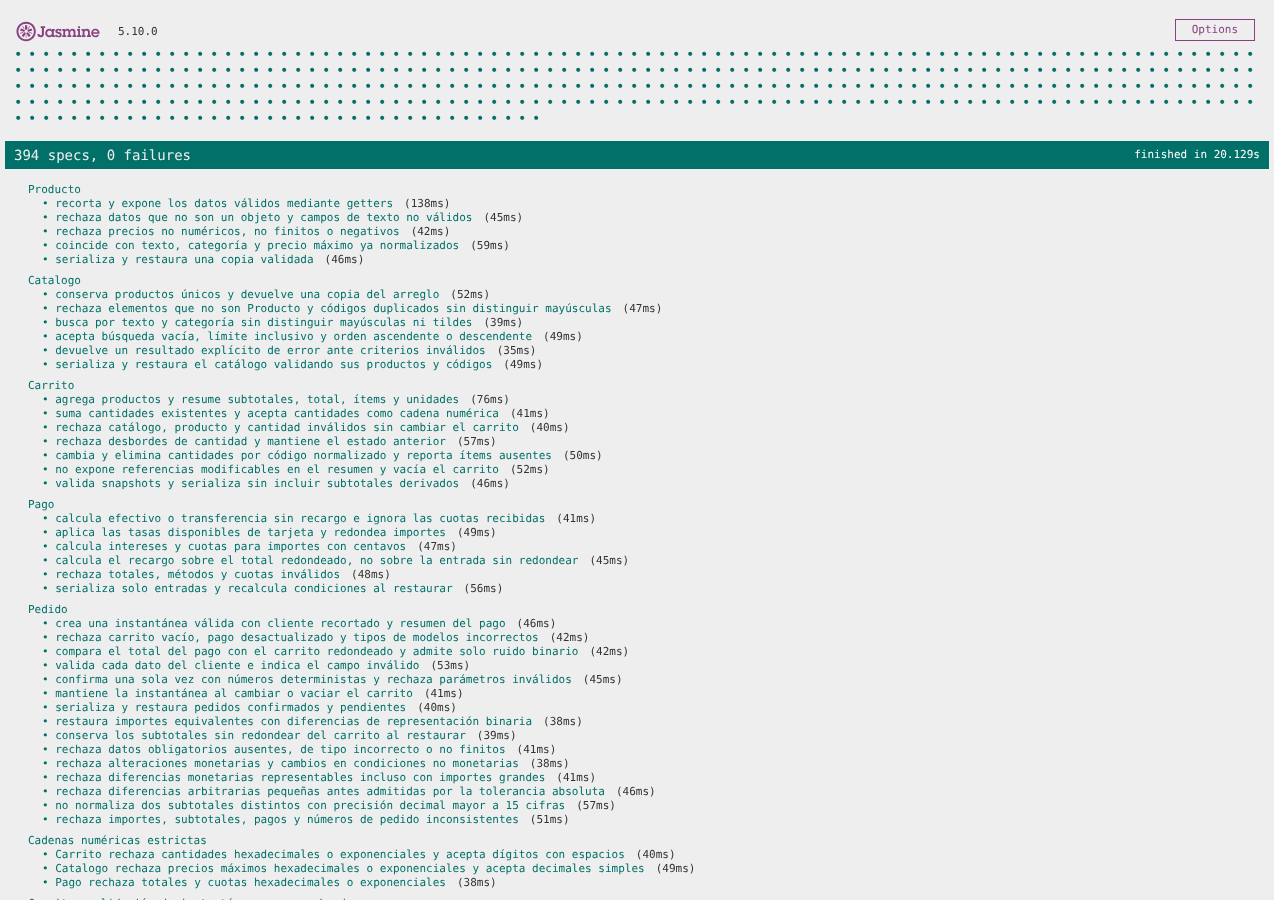 Jasmine 5.10.0 Options
394 specs, 0 failures finished in 20.129s
Producto
• recorta y expone los datos válidos mediante getters (138ms)
• rechaza datos que no son un objeto y campos de texto no válidos (45ms)
• rechaza precios no numéricos, no finitos o negativos (42ms)
• coincide con texto, categoría y precio máximo ya normalizados (59ms)
• serializa y restaura una copia validada (46ms)
Catalogo
• conserva productos únicos y devuelve una copia del arreglo (52ms)
• rechaza elementos que no son Producto y códigos duplicados sin distinguir mayúsculas (47ms)
• busca por texto y categoría sin distinguir mayúsculas ni tildes (39ms)
• acepta búsqueda vacía, límite inclusivo y orden ascendente o descendente (49ms)
• devuelve un resultado explícito de error ante criterios inválidos (35ms)
• serializa y restaura el catálogo validando sus productos y códigos (49ms)
Carrito
• agrega productos y resume subtotales, total, ítems y unidades (76ms)
• suma cantidades existentes y acepta cantidades como cadena numérica (41ms)
• rechaza catálogo, producto y cantidad inválidos sin cambiar el carrito (40ms)
• rechaza desbordes de cantidad y mantiene el estado anterior (57ms)
• cambia y elimina cantidades por código normalizado y reporta ítems ausentes (50ms)
• no expone referencias modificables en el resumen y vacía el carrito (52ms)
• valida snapshots y serializa sin incluir subtotales derivados (46ms)
Pago
• calcula efectivo o transferencia sin recargo e ignora las cuotas recibidas (41ms)
• aplica las tasas disponibles de tarjeta y redondea importes (49ms)
• calcula intereses y cuotas para importes con centavos (47ms)
• calcula el recargo sobre el total redondeado, no sobre la entrada sin redondear (45ms)
• rechaza totales, métodos y cuotas inválidos (48ms)
• serializa solo entradas y recalcula condiciones al restaurar (56ms)
Pedido
• crea una instantánea válida con cliente recortado y resumen del pago (46ms)
• rechaza carrito vacío, pago desactualizado y tipos de modelos incorrectos (42ms)
• compara el total del pago con el carrito redondeado y admite solo ruido binario (42ms)
• valida cada dato del cliente e indica el campo inválido (53ms)
• confirma una sola vez con números deterministas y rechaza parámetros inválidos (45ms)
• mantiene la instantánea al cambiar o vaciar el carrito (41ms)
• serializa y restaura pedidos confirmados y pendientes (40ms)
• restaura importes equivalentes con diferencias de representación binaria (38ms)
• conserva los subtotales sin redondear del carrito al restaurar (39ms)
• rechaza datos obligatorios ausentes, de tipo incorrecto o no finitos (41ms)
• rechaza alteraciones monetarias y cambios en condiciones no monetarias (38ms)
• rechaza diferencias monetarias representables incluso con importes grandes (41ms)
• rechaza diferencias arbitrarias pequeñas antes admitidas por la tolerancia absoluta (46ms)
• no normaliza dos subtotales distintos con precisión decimal mayor a 15 cifras (57ms)
• rechaza importes, subtotales, pagos y números de pedido inconsistentes (51ms)
Cadenas numéricas estrictas
• Carrito rechaza cantidades hexadecimales o exponenciales y acepta dígitos con espacios (40ms)
• Catalogo rechaza precios máximos hexadecimales o exponenciales y acepta decimales simples (49ms)
• Pago rechaza totales y cuotas hexadecimales o exponenciales (38ms)